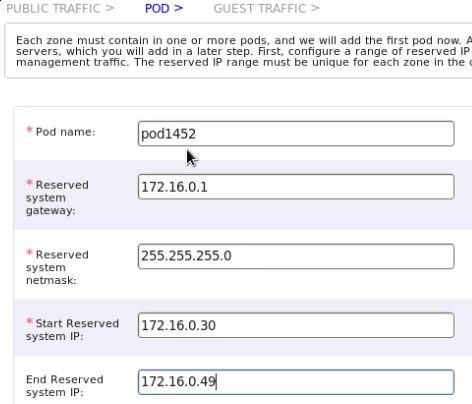 PUBLIC TRAFFIC > POD > GUEST TRAFFIC >
Each zone must contain in one or more pods, and we will add the first pod now. A
servers, which you will add in a later step. First, configure a range of reserved IP
management traffic. The reserved IP range must be unique for each zone in the c
* Pod name: pod1452
* Reserved
system
gateway:
172.16.0.1
* Reserved
system
netmask:
255.255.255.0
* Start Reserved
system IP:
172.16.0.30
End Reserved
system IP:
172.16.0.49